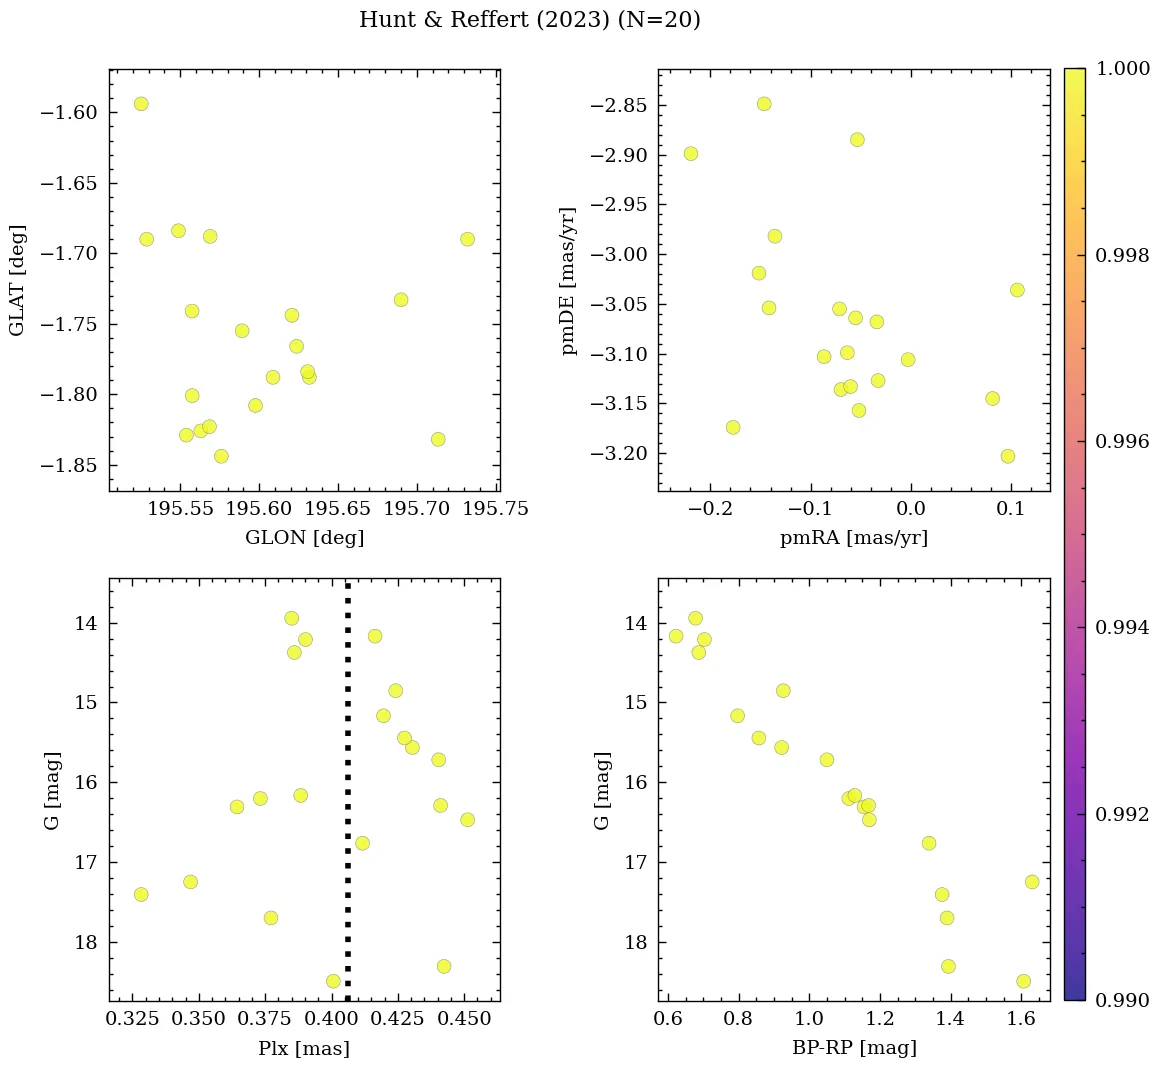 Hunt & Reffert (2023) (N=20)
−1.60
−1.65
−1.70
−1.75
−1.80
−1.85
GLAT [deg]
195.55 195.60 195.65 195.70 195.75
GLON [deg]
−2.85
−2.90
−2.95
−3.00
−3.05
−3.10
−3.15
−3.20
pmDE [mas/yr]
−0.2 −0.1 0.0 0.1
pmRA [mas/yr]
1.000
0.998
0.996
0.994
0.992
0.990
14
15
16
17
18
G [mag]
0.325 0.350 0.375 0.400 0.425 0.450
Plx [mas]
14
15
16
17
18
G [mag]
0.6 0.8 1.0 1.2 1.4 1.6
BP-RP [mag]